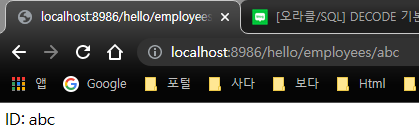 localhost:8986/hello/employees
[오라클/SQL] DECODE 기본
localhost:8986/hello/employees/abc
앱 Google 포털 사다 보다 Html
ID: abc